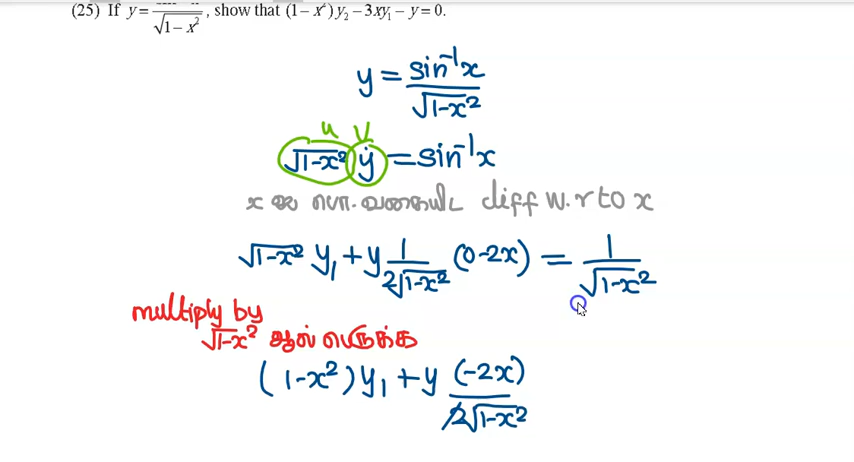 (25) If y = ‾‾‾/√1-x², show that (1-x²)y₂ - 3xy₁ - y = 0.
y = sin⁻¹x/√1-x²
u v
√1-x² y = sin⁻¹x
x ஐ பொ. வகையிட diff w.r to x
√1-x² y₁ + y 1/2√1-x² (0-2x) = 1/√1-x²
multiply by
√1-x² ஆல் பெருக்க
(1-x²)y₁ + y (-2x)/2√1-x²